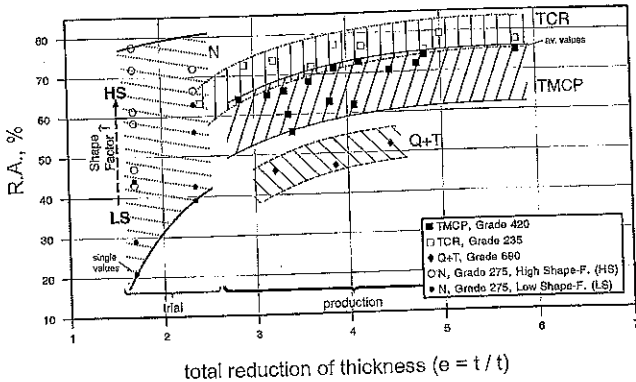 R.A., %
80
70
60
50
40
30
20
10
HS
Shape
Factor ↑
LS
single
values
N
TCR
av. values
TMCP
Q+T
trial
production
■ TMCP, Grade 420
□ TCR, Grade 235
♦ Q+T, Grade 690
○ N, Grade 275, High Shape-F. (HS)
● N, Grade 275, Low Shape-F. (LS)
1 2 3 4 5 6 7
total reduction of thickness (e = t / t)